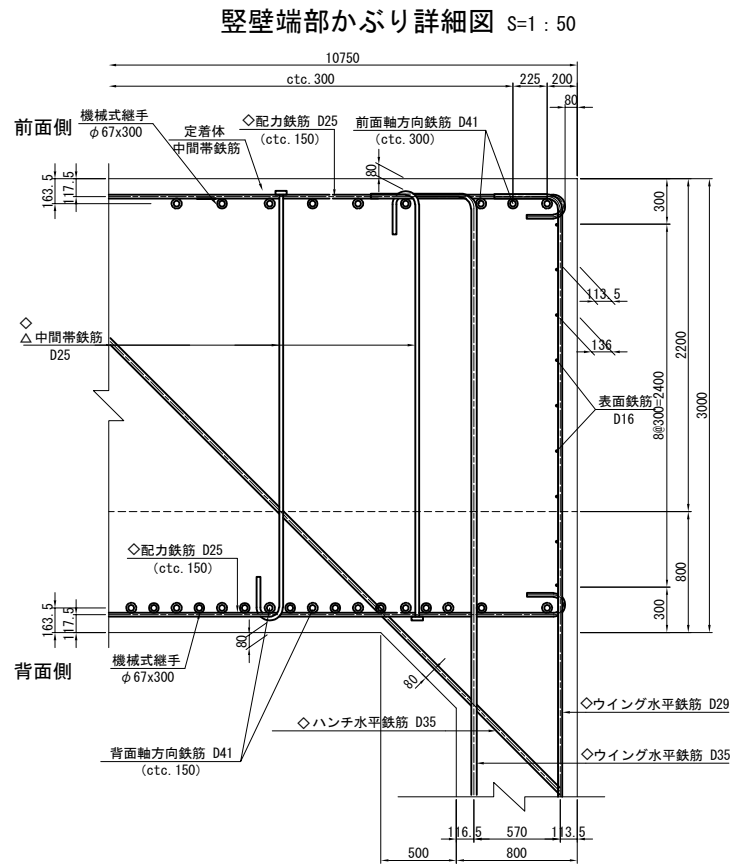 竪壁端部かぶり詳細図 S=1 : 50
10750
ctc.300
225
200
80
前面側
機械式継手
φ67x300
定着体
中間帯鉄筋
◇配力鉄筋 D25
(ctc.150)
前面軸方向鉄筋 D41
(ctc.300)
80
163.5
117.5
300
113.5
136
◇
△中間帯鉄筋
D25
表面鉄筋
D16
8@300=2400
2200
3000
800
300
◇配力鉄筋 D25
(ctc.150)
163.5
117.5
背面側
機械式継手
φ67x300
80
80
背面軸方向鉄筋 D41
(ctc.150)
◇ハンチ水平鉄筋 D35
◇ウイング水平鉄筋 D29
◇ウイング水平鉄筋 D35
116.5
570
113.5
500
800